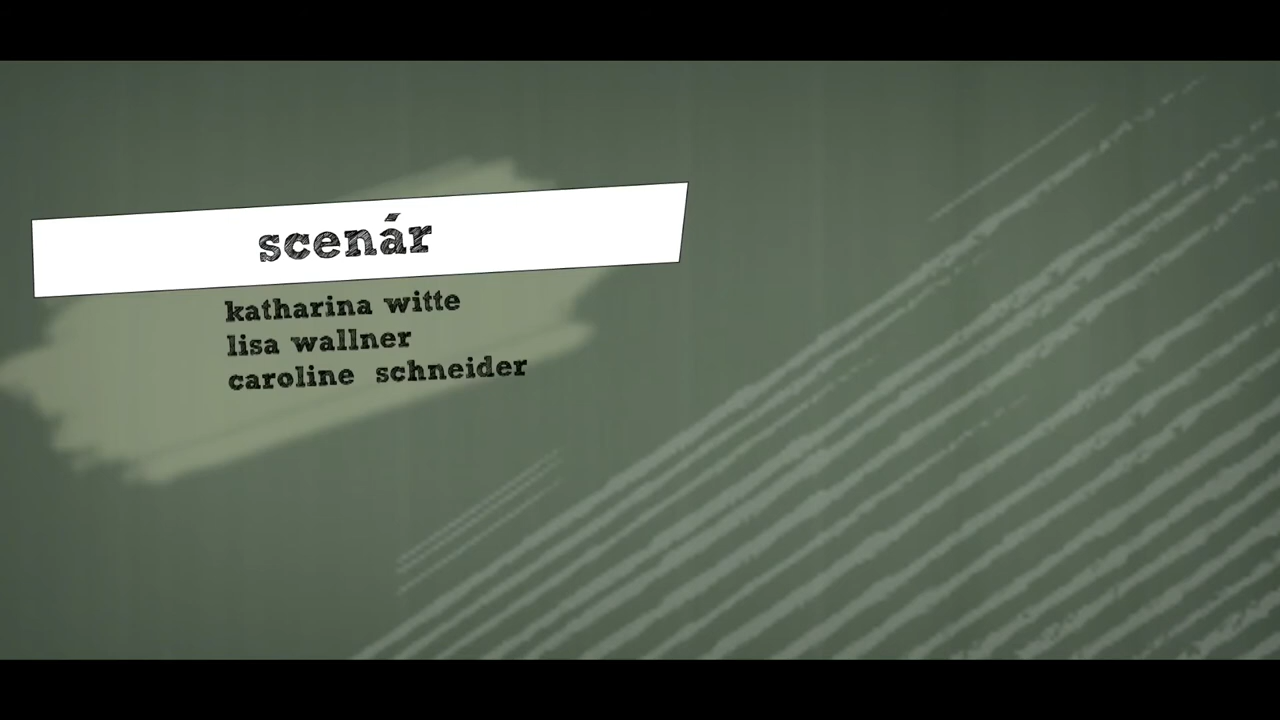 scenár
katharina witte
lisa wallner
caroline schneider